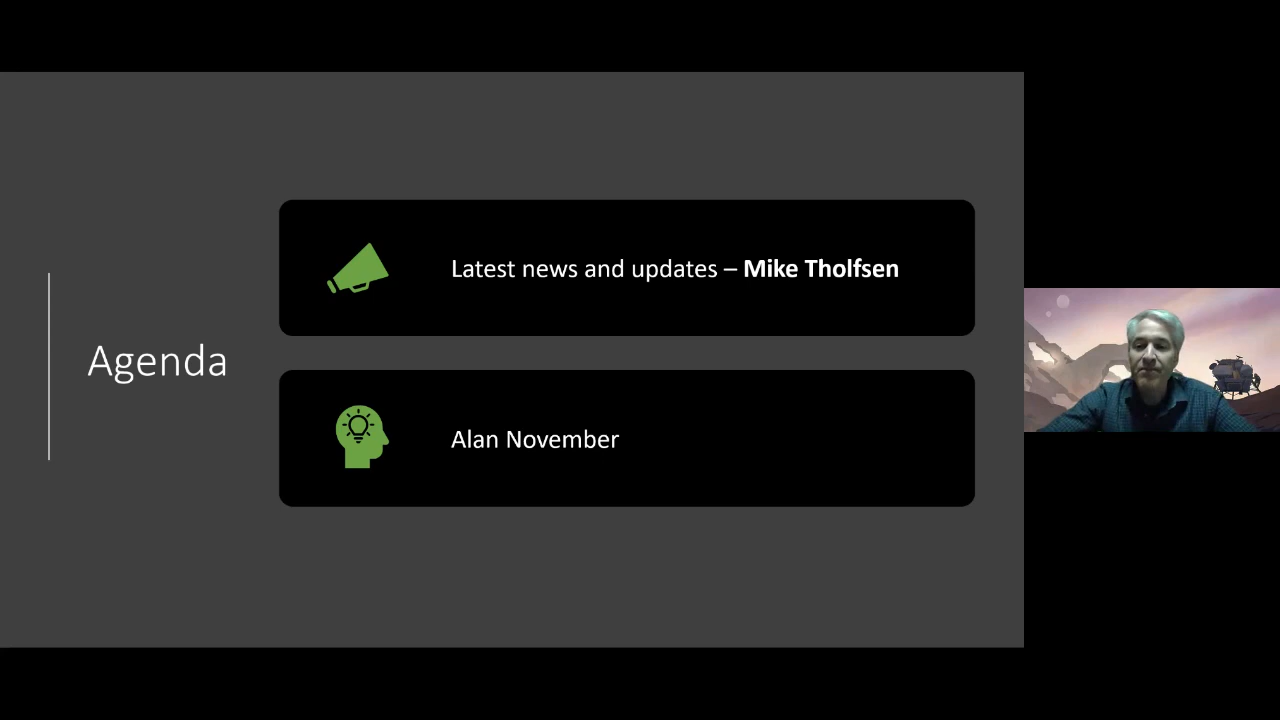 Agenda
Latest news and updates – Mike Tholfsen
Alan November